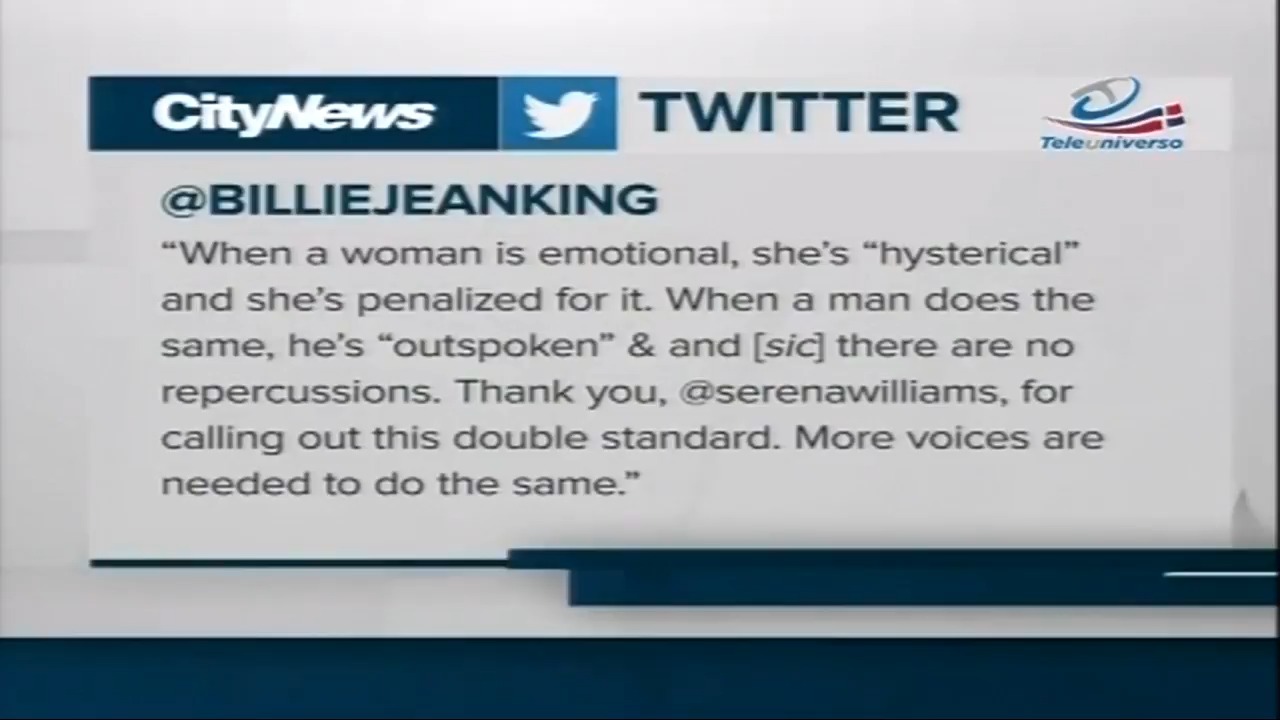 CityNews TWITTER
Teleuniverso
@BILLIEJEANKING
“When a woman is emotional, she’s “hysterical”
and she’s penalized for it. When a man does the
same, he’s “outspoken” & and [sic] there are no
repercussions. Thank you, @serenawilliams, for
calling out this double standard. More voices are
needed to do the same.”